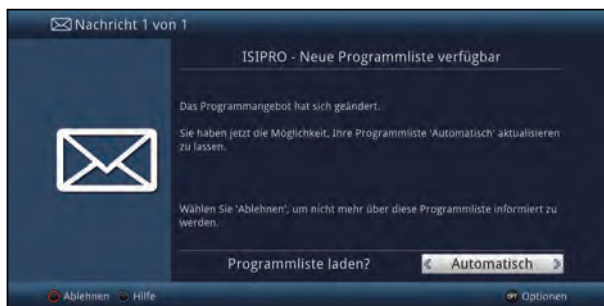 Nachricht 1 von 1
ISIPRO - Neue Programmliste verfügbar
Das Programmangebot hat sich geändert.
Sie haben jetzt die Möglichkeit, Ihre Programmliste 'Automatisch' aktualisieren
zu lassen.
Wählen Sie 'Ablehnen', um nicht mehr über diese Programmliste informiert zu
werden.
Programmliste laden? Automatisch
Ablehnen Hilfe OPT Optionen